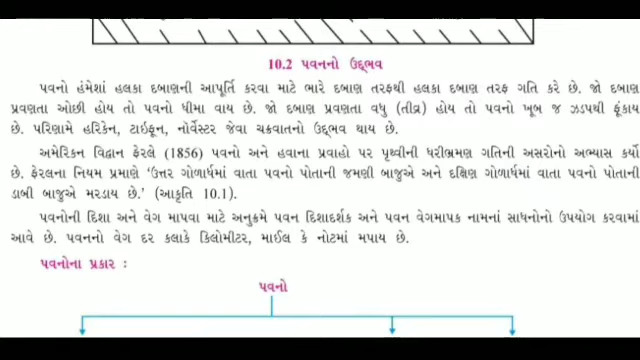 10.2 પવનનો ઉદ્ભવ
પવનો હંમેશાં હલકા દબાણની આપૂર્તિ કરવા માટે ભારે દબાણ તરફથી હલકા દબાણ તરફ ગતિ કરે છે. જો દબાણ
પ્રવણતા ઓછી હોય તો પવનો ધીમા વાય છે. જો દબાણ પ્રવણતા વધુ (તીવ્ર) હોય તો પવનો ખૂબ જ ઝડપથી ફૂંકાય
છે. પરિણામે હરિકેન, ટાઇફૂન, નૉર્વેસ્ટર જેવા ચક્રવાતનો ઉદ્ભવ થાય છે.
અમેરિકન વિદ્વાન ફેરલે (1856) પવનો અને હવાના પ્રવાહો પર પૃથ્વીની ધરીભ્રમણ ગતિની અસરોનો અભ્યાસ કર્યો
છે. ફેરલના નિયમ પ્રમાણે ‘ઉત્તર ગોળાર્ધમાં વાતા પવનો પોતાની જમણી બાજુએ અને દક્ષિણ ગોળાર્ધમાં વાતા પવનો પોતાની
ડાબી બાજુએ મરડાય છે.’ (આકૃતિ 10.1).
પવનોની દિશા અને વેગ માપવા માટે અનુક્રમે પવન દિશાદર્શક અને પવન વેગમાપક નામનાં સાધનોનો ઉપયોગ કરવામાં
આવે છે. પવનનો વેગ દર કલાકે કિલોમીટર, માઈલ કે નોટમાં મપાય છે.
પવનોના પ્રકાર :
પવનો